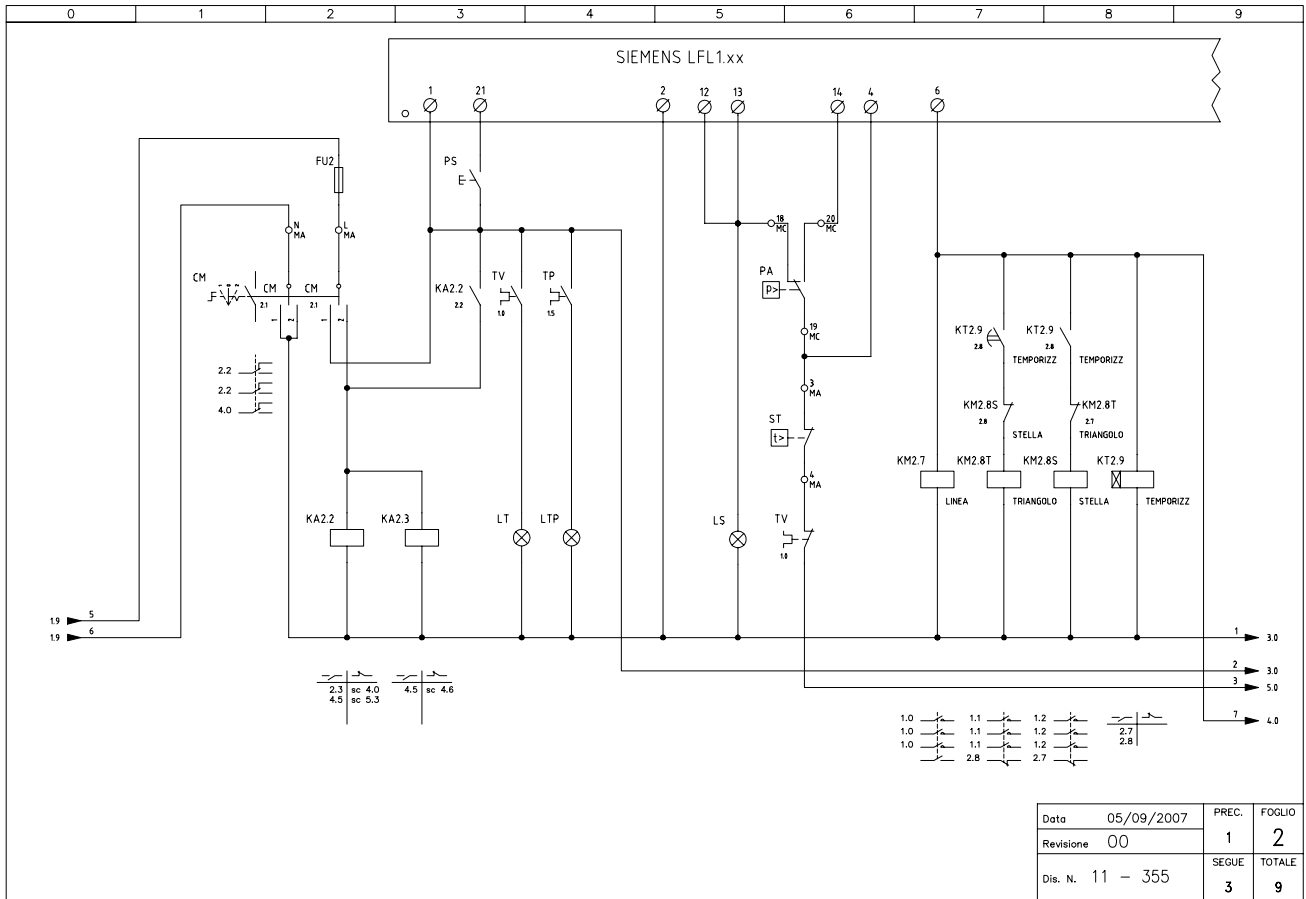 0 1 2 3 4 5 6 7 8 9
SIEMENS LFL1.xx
1 21 2 12 13 14 4 6
FU2
PS
N
MA
L
MA
18
MC
20
MC
CM
CM
2.1
CM
2.1
1 2 1 2
KA2.2
2.2
TV
1.0
TP
1.5
PA
P>
19
MC
KT2.9
2.8
TEMPORIZZ
KT2.9
2.8
TEMPORIZZ
2.2
2.2
4.0
3
MA
KM2.8S
2.8
STELLA
KM2.8T
2.7
TRIANGOLO
ST
t>
4
MA
KM2.7
LINEA
KM2.8T
TRIANGOLO
KM2.8S
STELLA
KT2.9
TEMPORIZZ
KA2.2
KA2.3
LT
LTP
LS
TV
1.0
1.9 5
1.9 6
1 3.0
2 3.0
3 5.0
7 4.0
2.3 sc 4.0
4.5 sc 5.3
4.5 sc 4.6
1.0 1.1 1.2
1.0 1.1 1.2
1.0 1.1 1.2
2.8 2.7
2.7
2.8
Data 05/09/2007
Revisione 00
Dis. N. 11 - 355
PREC.
1
FOGLIO
2
SEGUE
3
TOTALE
9